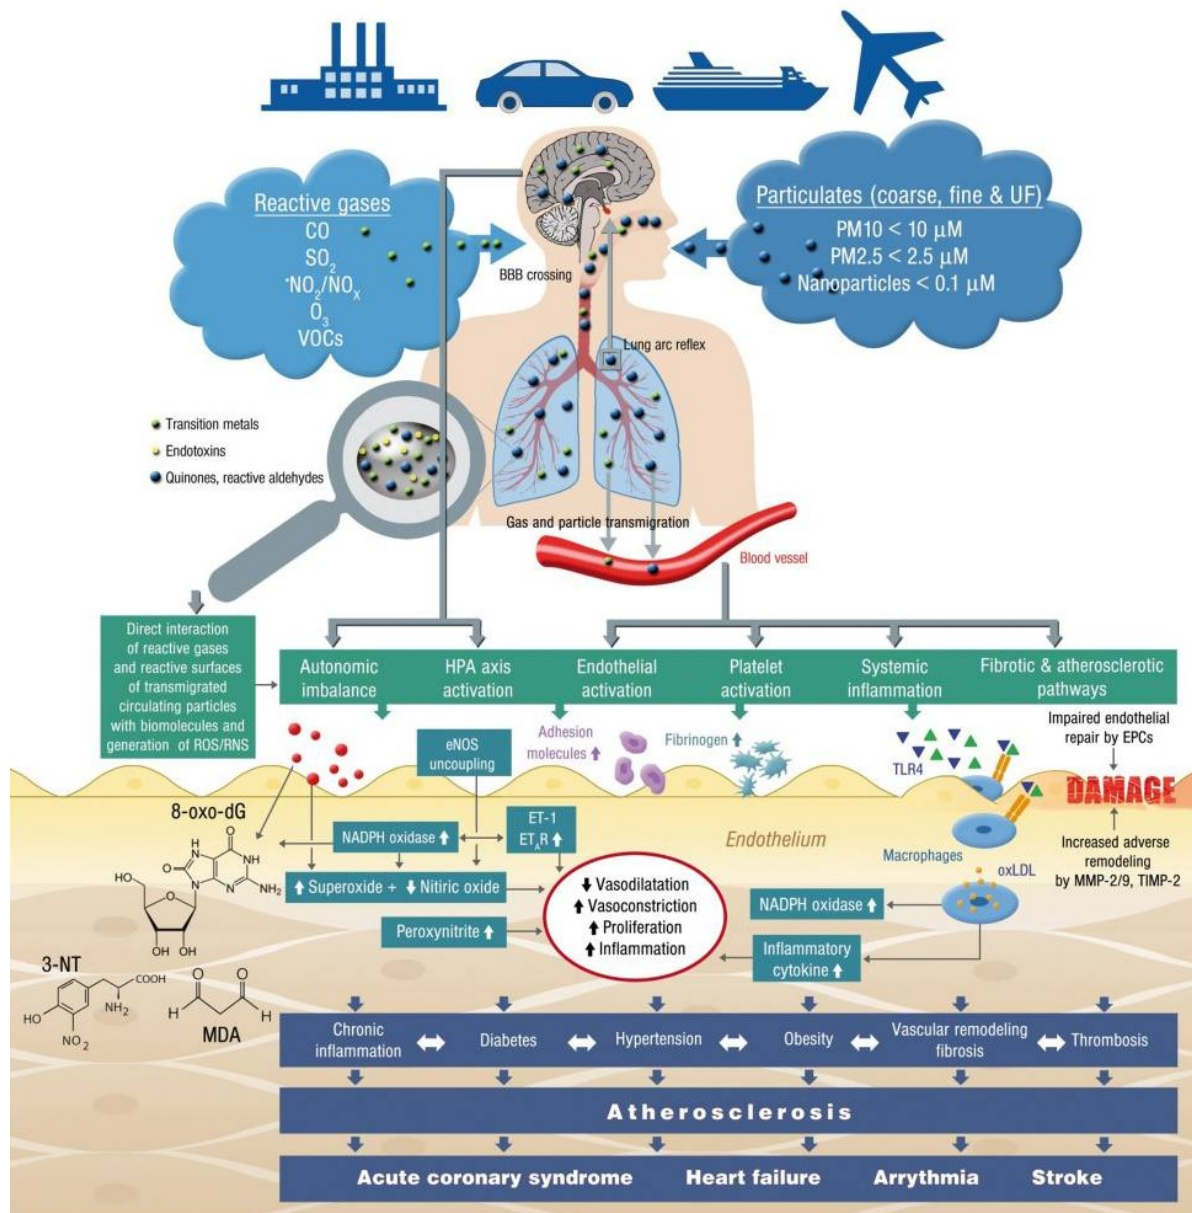 Reactive gases
CO
SO2
•NO2/NOX
O3
VOCs
Particulates (coarse, fine & UF)
PM10 < 10 µM
PM2.5 < 2.5 µM
Nanoparticles < 0.1 µM
BBB crossing
Lung arc reflex
Transition metals
Endotoxins
Quinones, reactive aldehydes
Gas and particle transmigration
Blood vessel
Direct interaction
of reactive gases
and reactive surfaces
of transmigrated
circulating particles
with biomolecules and
generation of ROS/RNS
Autonomic
imbalance
HPA axis
activation
Endothelial
activation
Platelet
activation
Systemic
inflammation
Fibrotic & atherosclerotic
pathways
eNOS
uncoupling
Adhesion
molecules
Fibrinogen
TLR4
Impaired endothelial
repair by EPCs
DAMAGE
Increased adverse
remodeling
by MMP-2/9, TIMP-2
8-oxo-dG
O
N
NH
H
N
O
N
N
NH2
HO
O
OH
OH
NADPH oxidase
ET-1
ETAR
Endothelium
Macrophages
oxLDL
Superoxide + Nitiric oxide
Peroxynitrite
Vasodilatation
Vasoconstriction
Proliferation
Inflammation
NADPH oxidase
Inflammatory
cytokine
3-NT
COOH
NH2
HO
NO2
O
O
H
H
MDA
Chronic
inflammation
Diabetes
Hypertension
Obesity
Vascular remodeling
fibrosis
Thrombosis
Atherosclerosis
Acute coronary syndrome
Heart failure
Arrythmia
Stroke